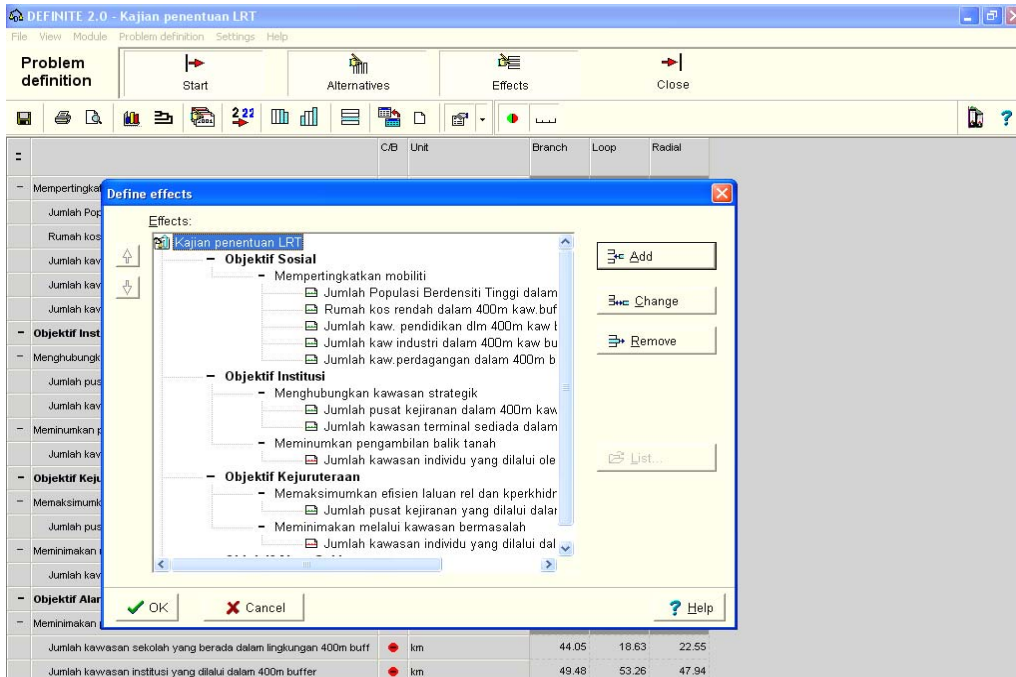 DEFINITE 2.0 - Kajian penentuan LRT
File View Module Problem definition Settings Help
Problem definition
Start
Alternatives
Effects
Close
C/B Unit Branch Loop Radial
Define effects
Effects:
Kajian penentuan LRT
Objektif Sosial
Mempertingkatkan mobiliti
Jumlah Populasi Berdensiti Tinggi dalam
Rumah kos rendah dalam 400m kaw.buf
Jumlah kaw. pendidikan dlm 400m kaw
Jumlah kaw industri dalam 400m kaw bu
Jumlah kaw.perdagangan dalam 400m b
Objektif Institusi
Menghubungkan kawasan strategik
Jumlah pusat kejiranan dalam 400m kaw
Jumlah kawasan terminal sediada dalam
Meminumkan pengambilan balik tanah
Jumlah kawasan individu yang dilalui ole
Objektif Kejuruteraan
Memaksimumkan efisien laluan rel dan kperkhidr
Jumlah pusat kejiranan yang dilalui dalar
Meminimakan melalui kawasan bermasalah
Jumlah kawasan individu yang dilalui dal
Add
Change
Remove
List...
OK
Cancel
Help
Mempertingkat
Jumlah Pop
Rumah kos
Jumlah kav
Jumlah kav
Jumlah kav
Objektif Inst
Menghubungk
Jumlah pus
Jumlah kav
Meminumkan p
Jumlah kav
Objektif Keju
Memaksimumk
Jumlah pus
Meminimakan
Jumlah kav
Objektif Alar
Meminimakan
Jumlah kawasan sekolah yang berada dalam lingkungan 400m buff km 44.05 18.63 22.55
Jumlah kawasan institusi yang dilalui dalam 400m buffer km 49.48 53.26 47.94